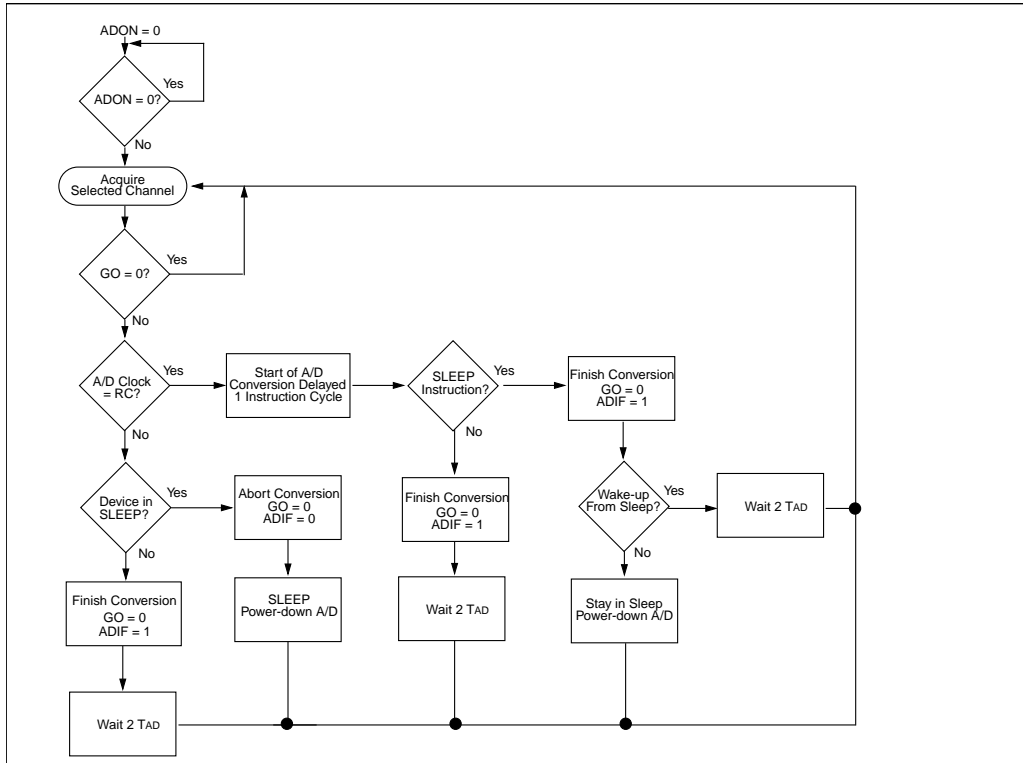 ADON = 0
Yes
ADON = 0?
No
Acquire
Selected Channel
Yes
GO = 0?
No
Yes
A/D Clock
= RC?
Start of A/D
Conversion Delayed
1 Instruction Cycle
SLEEP
Instruction?
Yes
Finish Conversion
GO = 0
ADIF = 1
No
No
Device in
SLEEP?
Yes
Abort Conversion
GO = 0
ADIF = 0
Finish Conversion
GO = 0
ADIF = 1
Wake-up
From Sleep?
Yes
Wait 2 TAD
No
No
Finish Conversion
GO = 0
ADIF = 1
SLEEP
Power-down A/D
Wait 2 TAD
Stay in Sleep
Power-down A/D
Wait 2 TAD